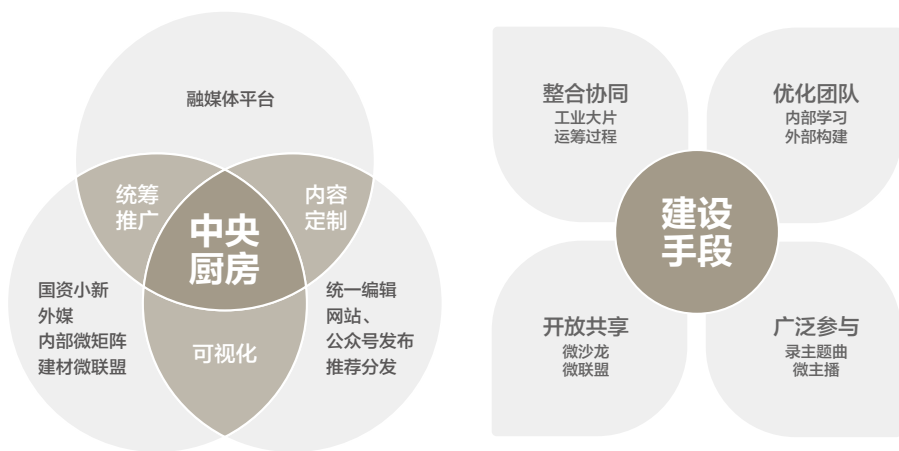 融媒体平台
统筹
推广
内容
定制
中央
厨房
国资小新
外媒
内部微矩阵
建材微联盟
统一编辑
网站、
公众号发布
推荐分发
可视化
整合协同
工业大片
运筹过程
优化团队
内部学习
外部构建
建设
手段
开放共享
微沙龙
微联盟
广泛参与
录主题曲
微主播